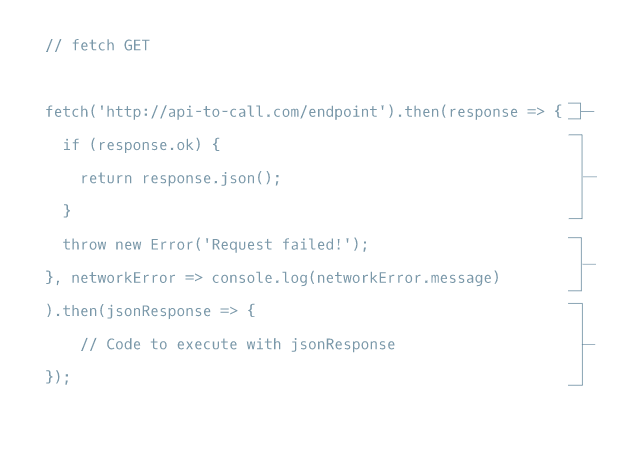 // fetch GET
fetch('http://api-to-call.com/endpoint').then(response => {
if (response.ok) {
return response.json();
}
throw new Error('Request failed!');
}, networkError => console.log(networkError.message)
).then(jsonResponse => {
// Code to execute with jsonResponse
});